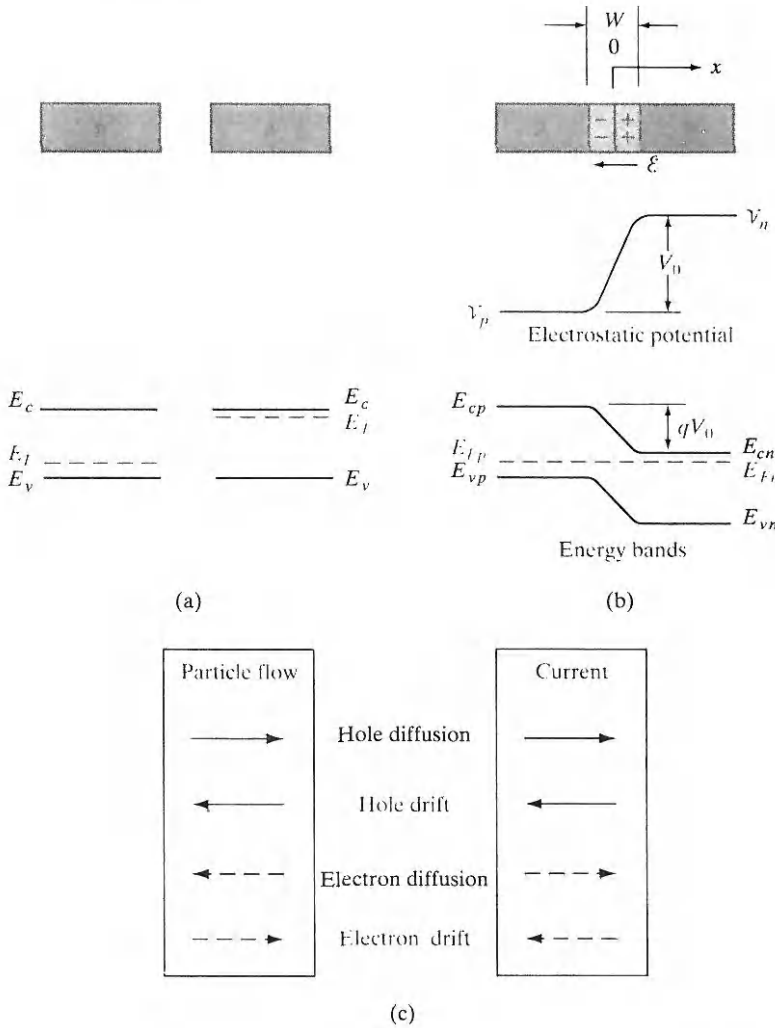 W
0
x
− +
− +
ℰ
𝒱n
V0
𝒱p
Electrostatic potential
Ec Ec Ecp qV0
Ecn
Ev Ev Evp
Evn
Energy bands
(a) (b)
Particle flow Current
Hole diffusion
Hole drift
Electron diffusion
Electron drift
(c)